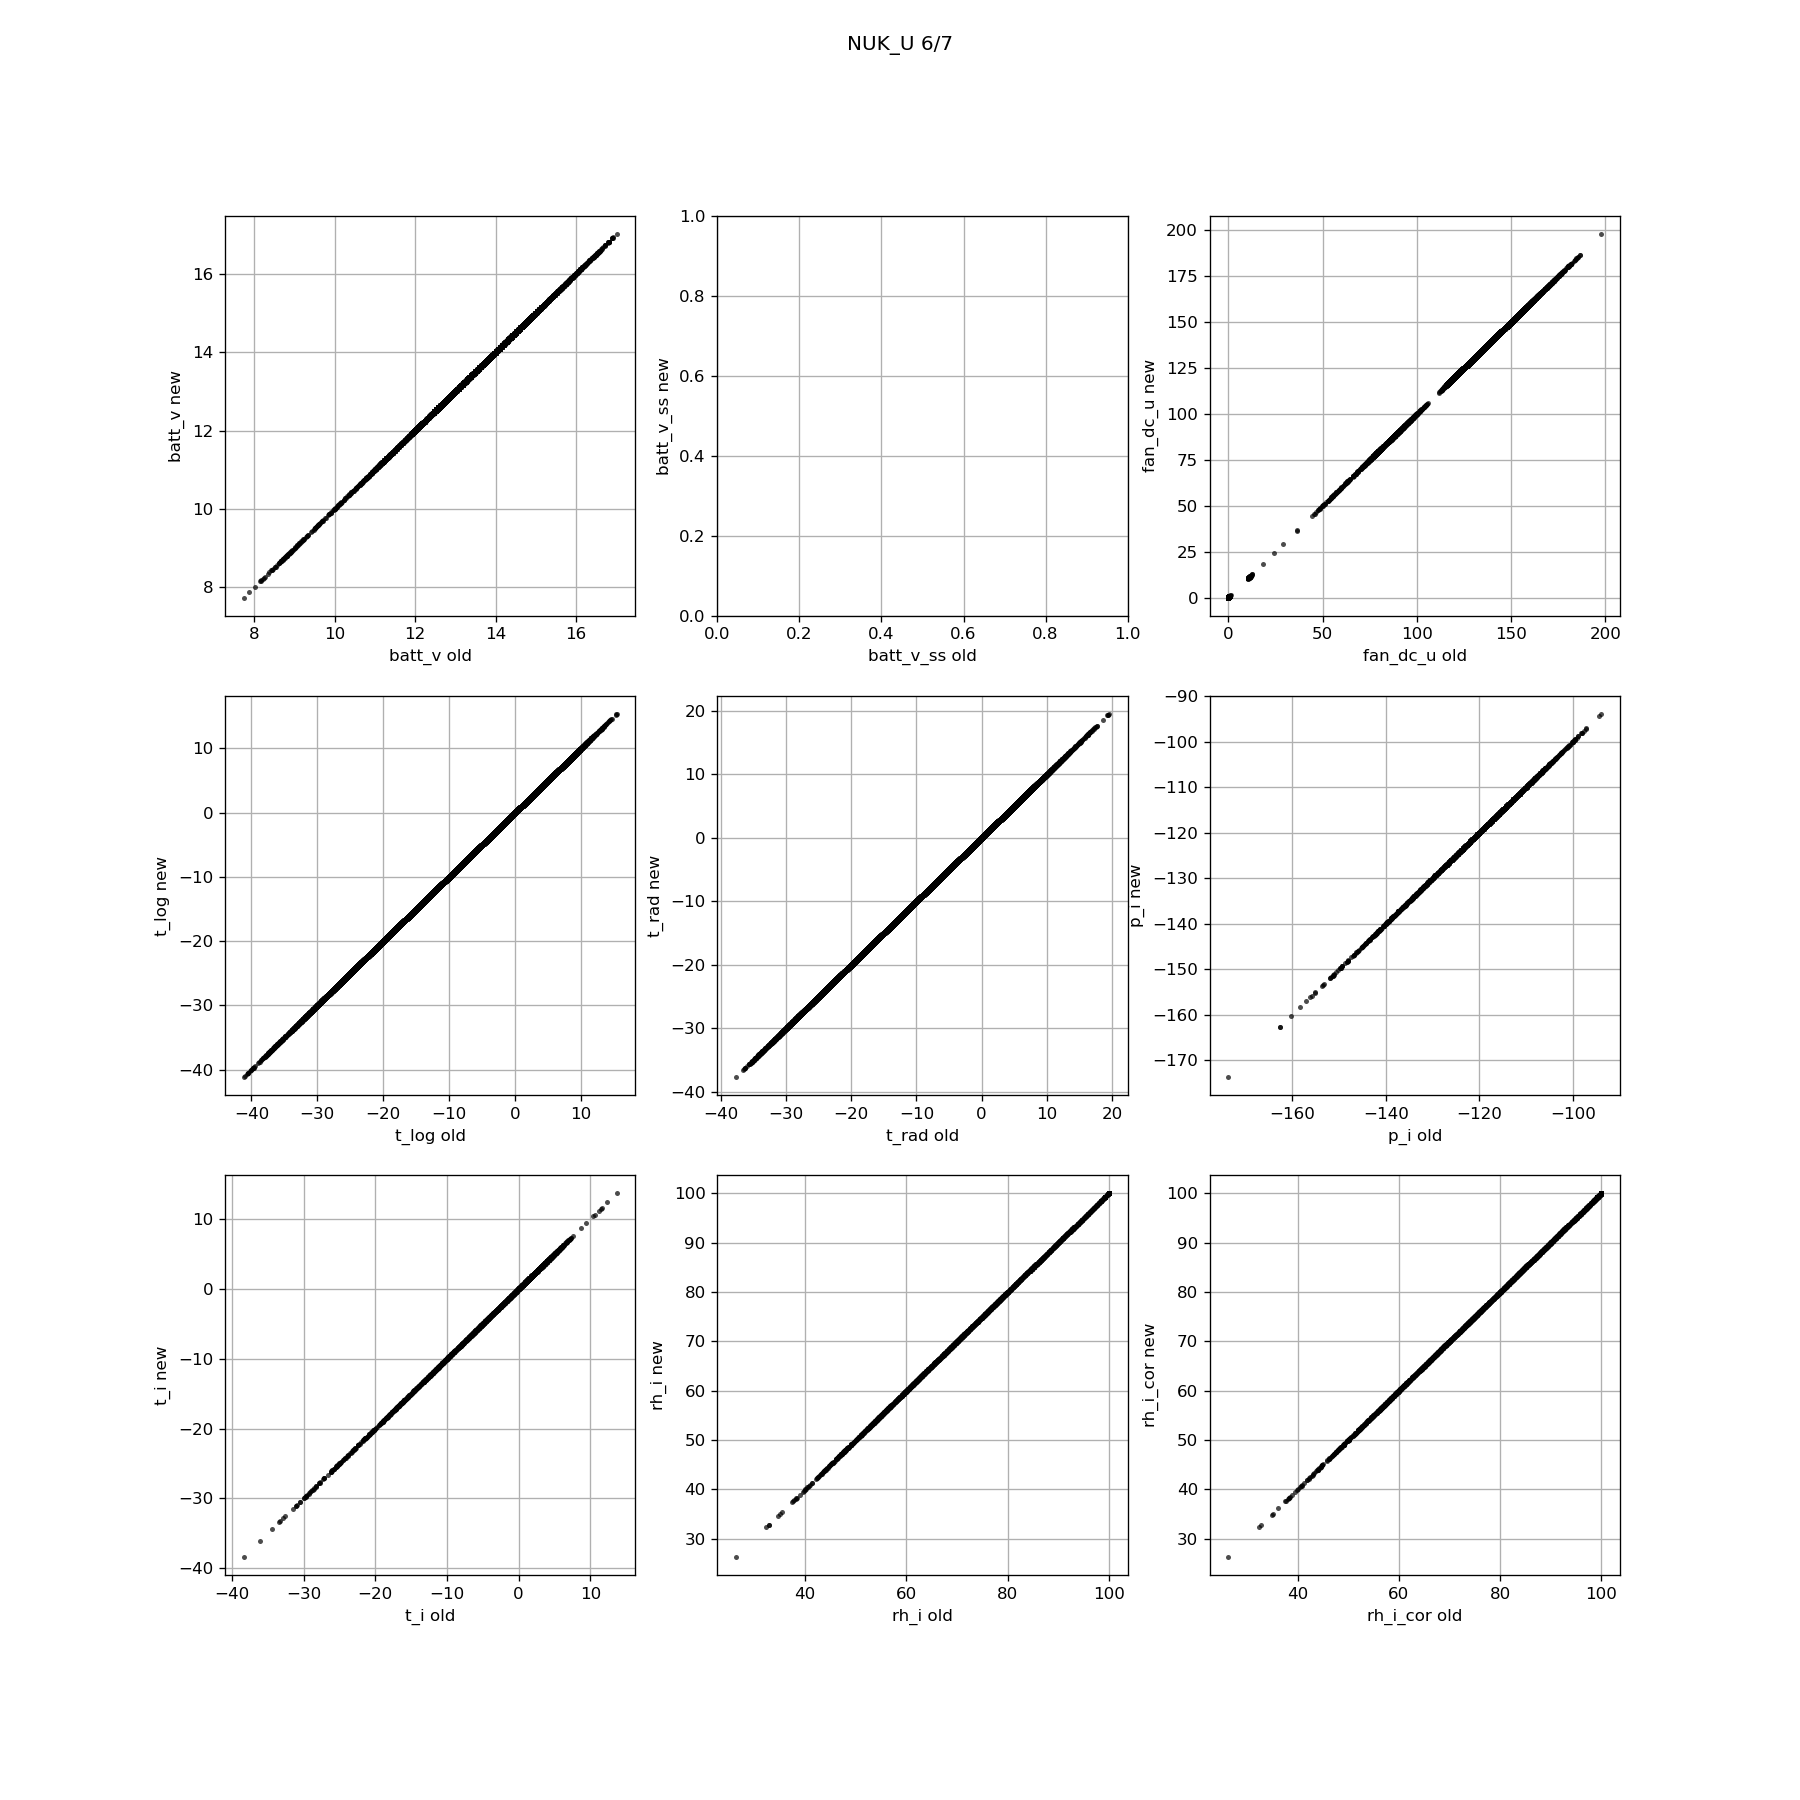 NUK_U 6/7
batt_v new
16
14
12
10
8
8 10 12 14 16
batt_v old
batt_v_ss new
1.0
0.8
0.6
0.4
0.2
0.0
0.0 0.2 0.4 0.6 0.8 1.0
batt_v_ss old
fan_dc_u new
200
175
150
125
100
75
50
25
0
0 50 100 150 200
fan_dc_u old
t_log new
10
0
−10
−20
−30
−40
−40 −30 −20 −10 0 10
t_log old
t_rad new
20
10
0
−10
−20
−30
−40
−40 −30 −20 −10 0 10 20
t_rad old
p_i new
−90
−100
−110
−120
−130
−140
−150
−160
−170
−160 −140 −120 −100
p_i old
t_i new
10
0
−10
−20
−30
−40
−40 −30 −20 −10 0 10
t_i old
rh_i new
100
90
80
70
60
50
40
30
40 60 80 100
rh_i old
rh_i_cor new
100
90
80
70
60
50
40
30
40 60 80 100
rh_i_cor old